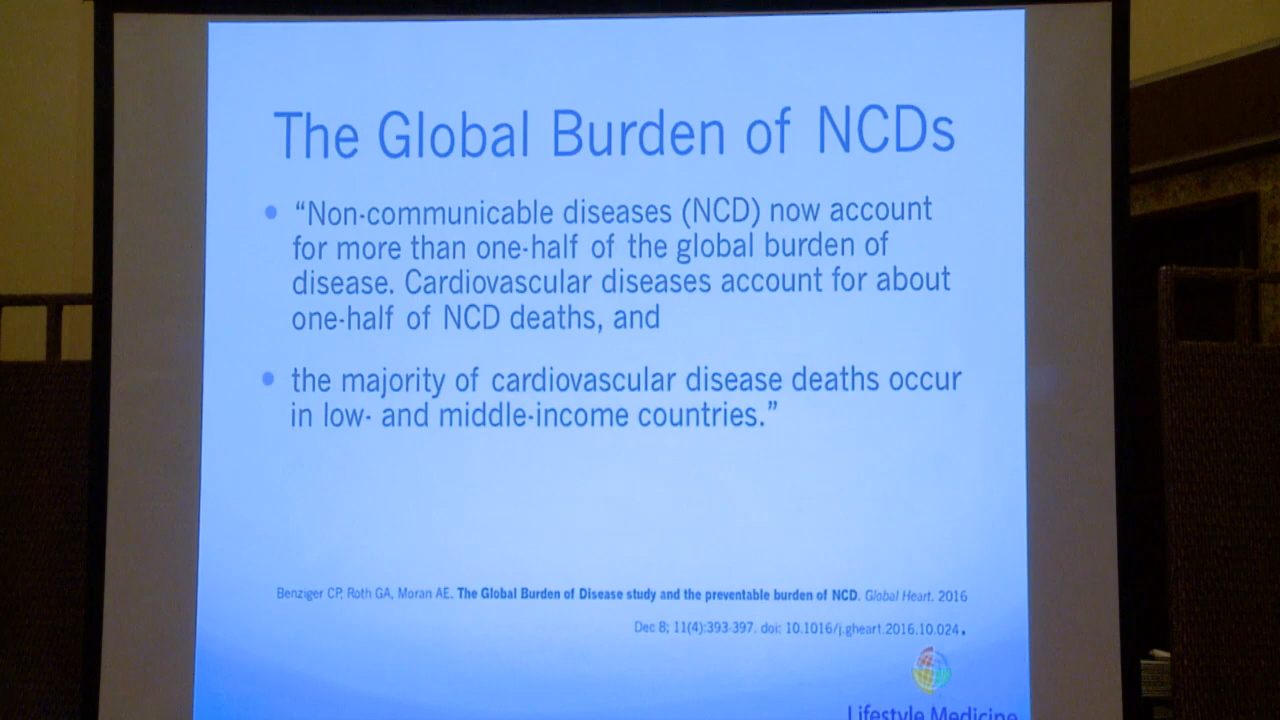 The Global Burden of NCDs
• “Non-communicable diseases (NCD) now account
for more than one-half of the global burden of
disease. Cardiovascular diseases account for about
one-half of NCD deaths, and
• the majority of cardiovascular disease deaths occur
in low- and middle-income countries.”
Benziger CP, Roth GA, Moran AE. The Global Burden of Disease study and the preventable burden of NCD. Global Heart. 2016
Dec 8; 11(4):393-397. doi: 10.1016/j.gheart.2016.10.024.
Lifestyle Medicine